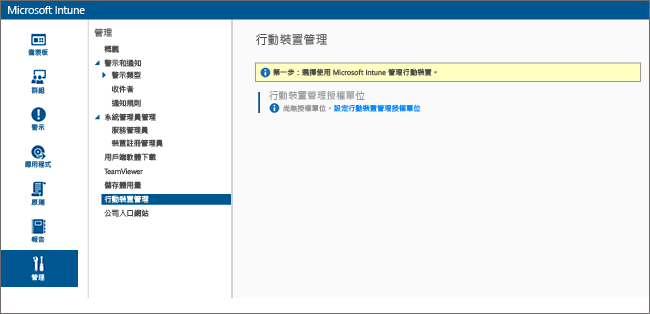 Microsoft Intune
儀表板
群組
警示
應用程式
原則
報告
管理
管理
概觀
警示和通知
警示類型
收件者
通知規則
系統管理員管理
服務管理員
裝置註冊管理員
用戶端軟體下載
TeamViewer
儲存體用量
行動裝置管理
公司入口網站
行動裝置管理
第一步：選擇使用 Microsoft Intune 管理行動裝置。
行動裝置管理授權單位
尚無授權單位。設定行動裝置管理授權單位